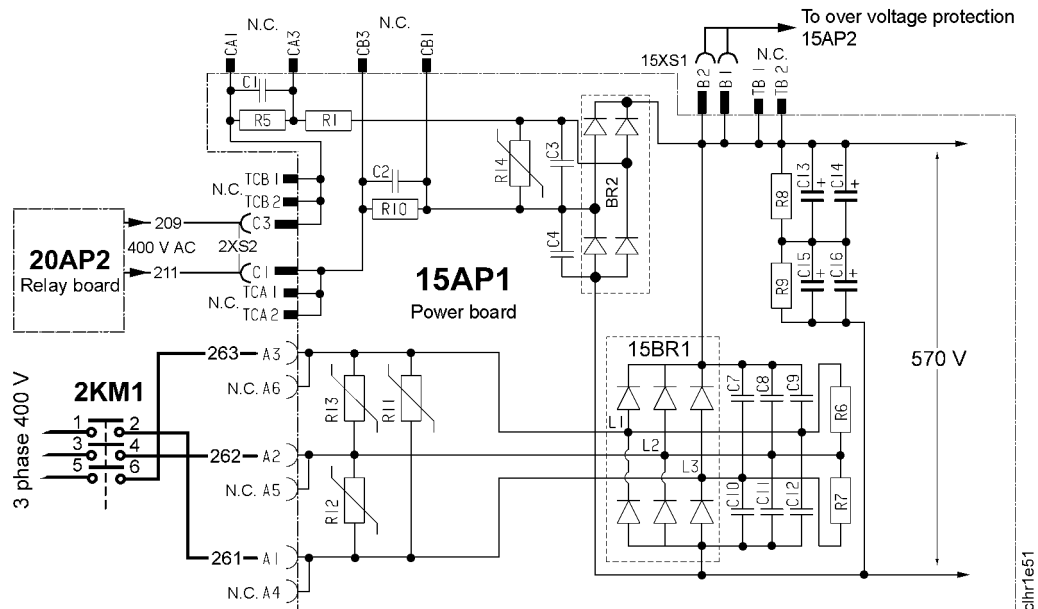 CA1
N.C.
CA3
CB3
N.C.
CB1
To over voltage protection
15AP2
15XS1
B2
B1
TB1
N.C.
TB2
C1
R5
R1
R14
C3
BR2
C13
C14
TCB1
N.C.
TCB2
C2
R10
R8
209
C3
400 V AC
2XS2
20AP2
Relay board
211
C1
15AP1
Power board
C4
R9
C15
C16
N.C.
TCA1
TCA2
263
A3
15BR1
570 V
2KM1
N.C. A6
R13
R11
C7
C8
C9
R6
3 phase 400 V
1
2
3
4
5
6
L1
L2
L3
262
A2
N.C. A5
R12
C10
C11
C12
R7
261
A1
N.C. A4
clhr1e51